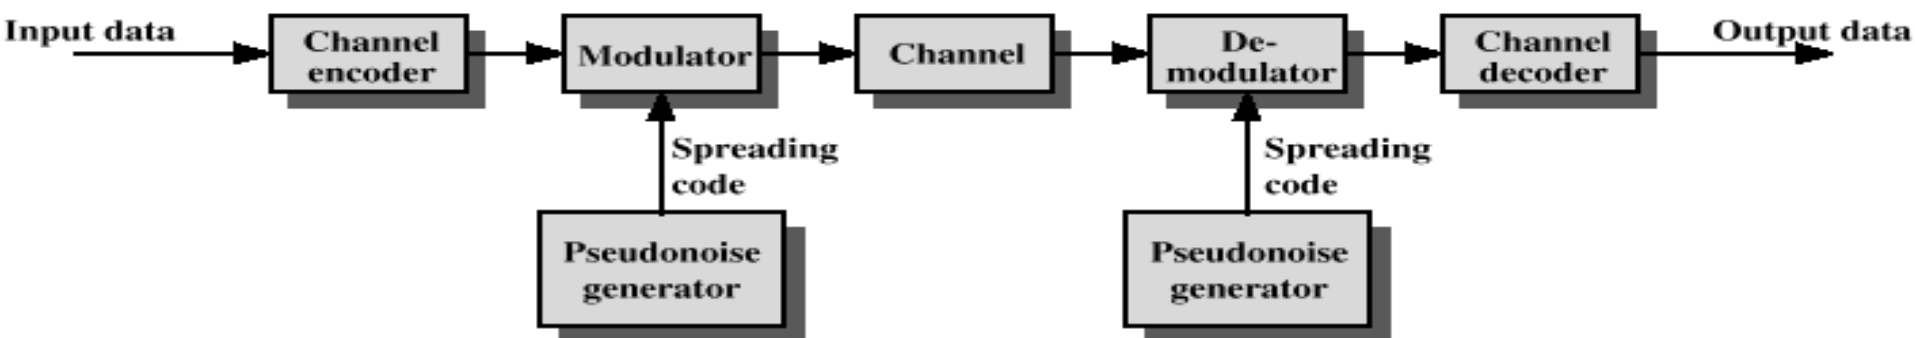 Input data
Channel
encoder
Modulator
Channel
De-
modulator
Channel
decoder
Output data
Spreading
code
Spreading
code
Pseudonoise
generator
Pseudonoise
generator